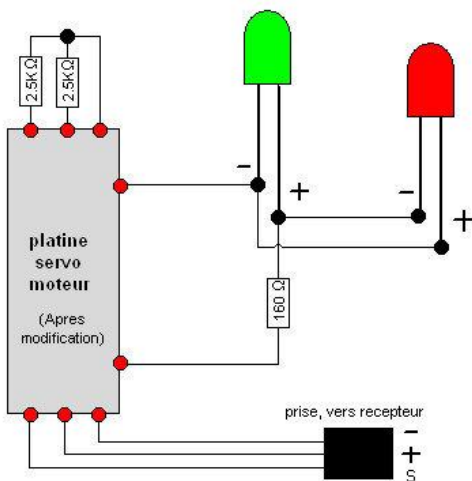 2.5KΩ
2.5KΩ
-
+
-
+
platine
servo
moteur
(Apres
modification)
160 Ω
prise, vers recepteur
-
+
S